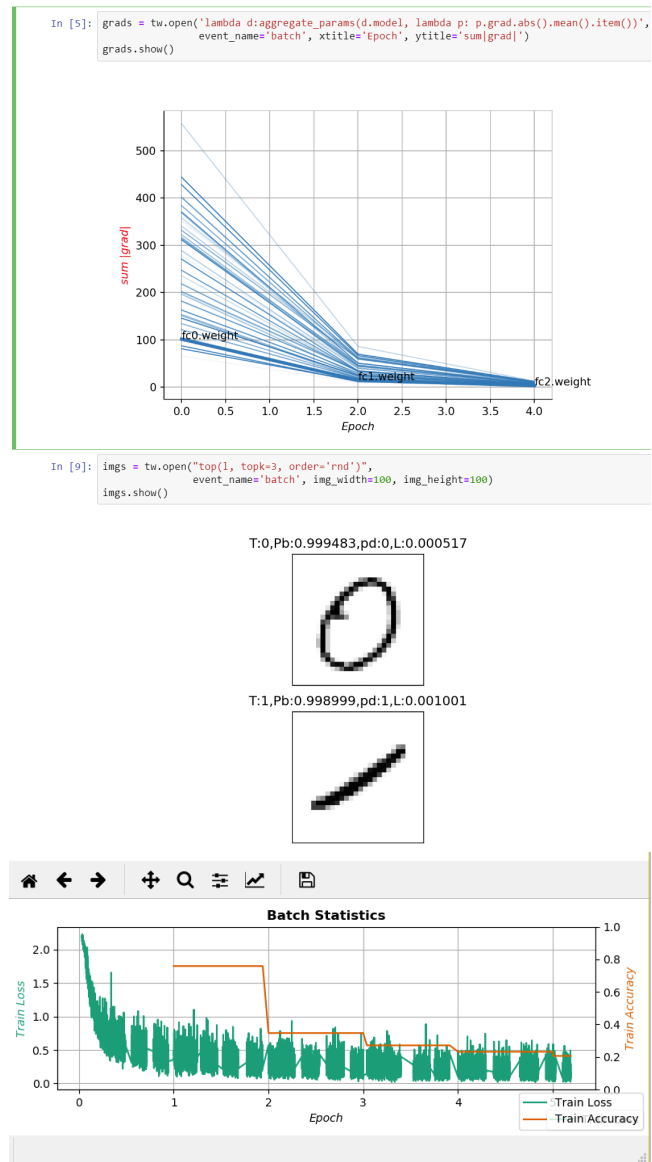 In [5]: grads = tw.open('lambda d:aggregate_params(d.model, lambda p: p.grad.abs().mean().item())',
event_name='batch', xtitle='Epoch', ytitle='sum|grad|')
grads.show()
500
400
300
200
100
0
sum |grad|
fc0.weight
fc1.weight
fc2.weight
0.0 0.5 1.0 1.5 2.0 2.5 3.0 3.5 4.0
Epoch
In [9]: imgs = tw.open("top(l, topk=3, order='rnd')",
event_name='batch', img_width=100, img_height=100)
imgs.show()
T:0,Pb:0.999483,pd:0,L:0.000517
T:1,Pb:0.998999,pd:1,L:0.001001
Batch Statistics
2.0
1.5
1.0
0.5
0.0
Train Loss
1.0
0.8
0.6
0.4
0.2
0.0
Train Accuracy
0 1 2 3 4 5
Epoch
Train Loss
Train Accuracy